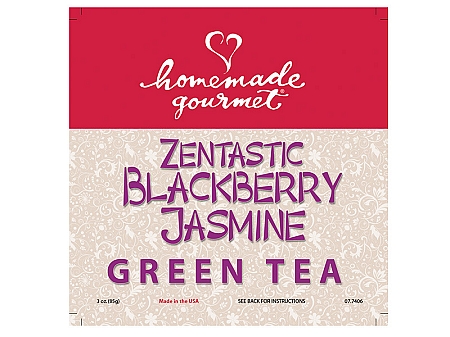 homemade
gourmet®
ZENTASTIC
BLACKBERRY
JASMINE
GREEN TEA
3 oz. (85g) Made in the USA SEE BACK FOR INSTRUCTIONS 07.7406